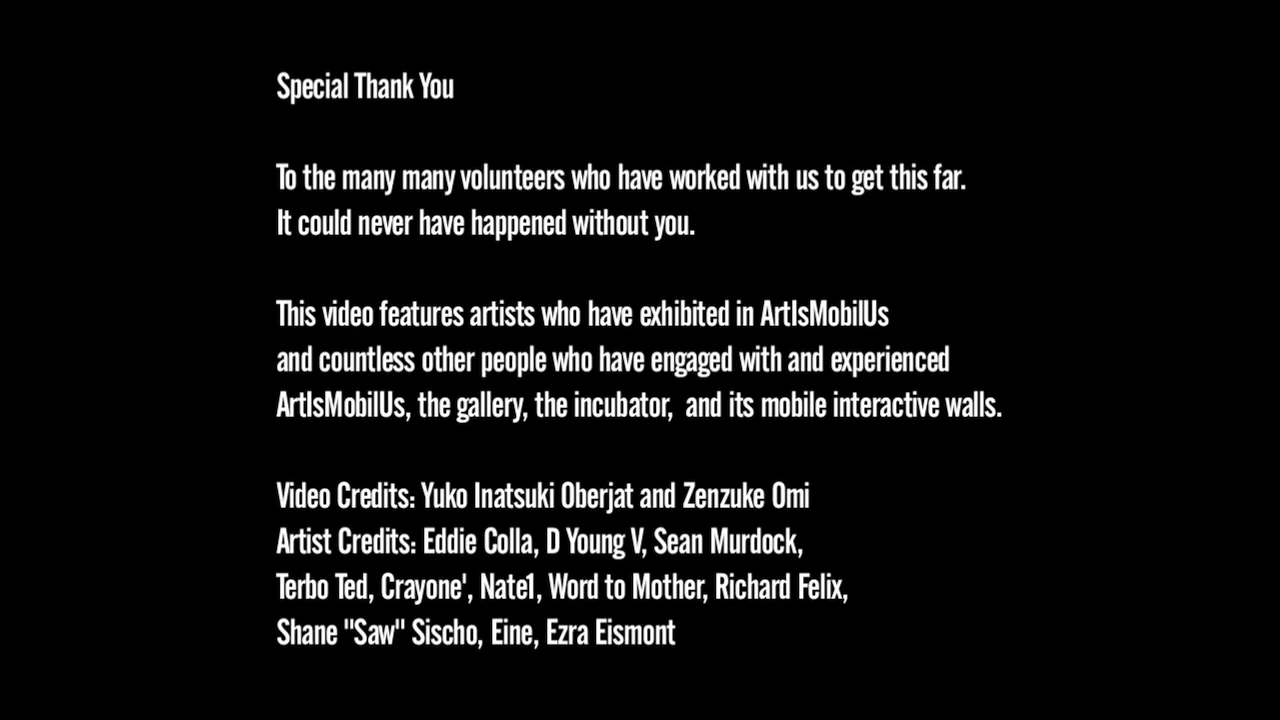 Special Thank You
To the many many volunteers who have worked with us to get this far.
It could never have happened without you.
This video features artists who have exhibited in ArtIsMobilUs
and countless other people who have engaged with and experienced
ArtIsMobilUs, the gallery, the incubator, and its mobile interactive walls.
Video Credits: Yuko Inatsuki Oberjat and Zenzuke Omi
Artist Credits: Eddie Colla, D Young V, Sean Murdock,
Terbo Ted, Crayone', Nate1, Word to Mother, Richard Felix,
Shane "Saw" Sischo, Eine, Ezra Eismont